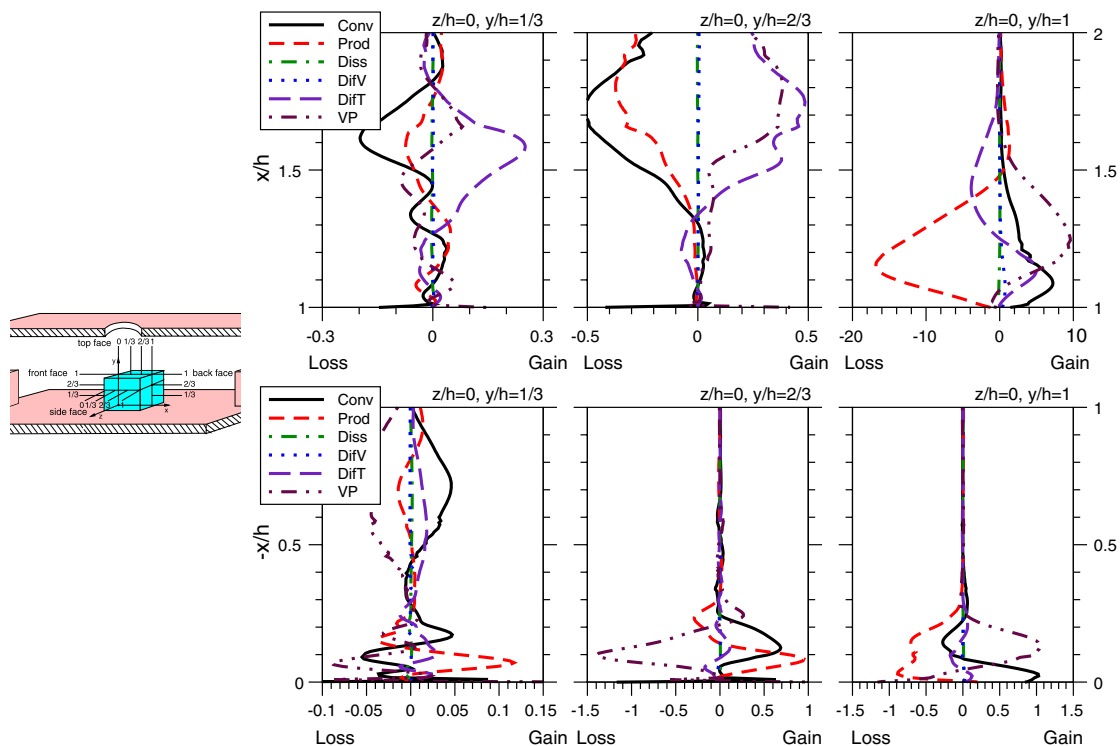 z/h=0, y/h=1/3
z/h=0, y/h=2/3
z/h=0, y/h=1
Conv
Prod
Diss
DifV
DifT
VP
x/h
2
1.5
1
1.5
1
-0.3 0 0.3
-0.5 0 0.5
-20 -10 0 10
Loss Gain
Loss Gain
Loss Gain
top face
0 1/3 2/3 1
y
front face 1
2/3
1/3
1 back face
2/3
1/3
0 1/3 2/3 1
side face
z
x
z/h=0, y/h=1/3
z/h=0, y/h=2/3
z/h=0, y/h=1
Conv
Prod
Diss
DifV
DifT
VP
-x/h
1
0.5
0
0.5
0
-0.1 -0.05 0 0.05 0.1 0.15
-1.5 -1 -0.5 0 0.5 1
-1.5 -1 -0.5 0 0.5 1 1.5
Loss Gain
Loss Gain
Loss Gain